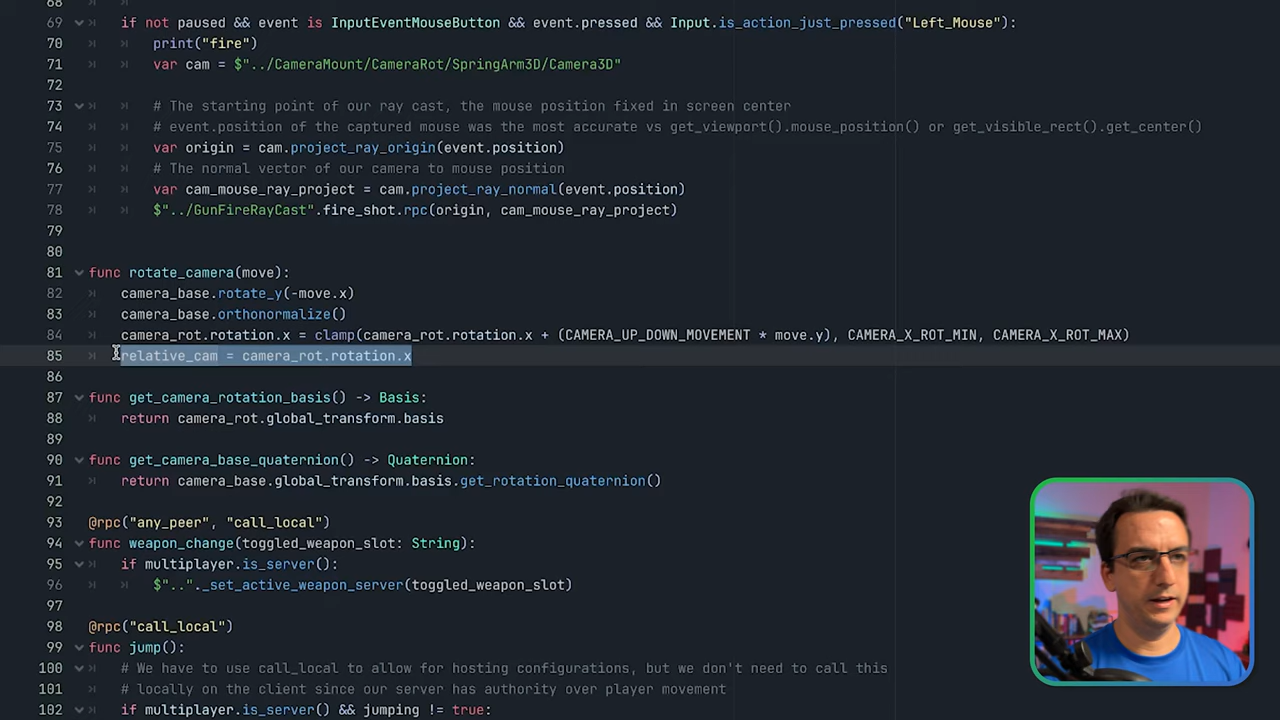 68
69 if not paused && event is InputEventMouseButton && event.pressed && Input.is_action_just_pressed("Left_Mouse"):
70 print("fire")
71 var cam = $"../CameraMount/CameraRot/SpringArm3D/Camera3D"
72
73 # The starting point of our ray cast, the mouse position fixed in screen center
74 # event.position of the captured mouse was the most accurate vs get_viewport().mouse_position() or get_visible_rect().get_center()
75 var origin = cam.project_ray_origin(event.position)
76 # The normal vector of our camera to mouse position
77 var cam_mouse_ray_project = cam.project_ray_normal(event.position)
78 $"../GunFireRayCast".fire_shot.rpc(origin, cam_mouse_ray_project)
79
80
81 func rotate_camera(move):
82 camera_base.rotate_y(-move.x)
83 camera_base.orthonormalize()
84 camera_rot.rotation.x = clamp(camera_rot.rotation.x + (CAMERA_UP_DOWN_MOVEMENT * move.y), CAMERA_X_ROT_MIN, CAMERA_X_ROT_MAX)
85 relative_cam = camera_rot.rotation.x
86
87 func get_camera_rotation_basis() -> Basis:
88 return camera_rot.global_transform.basis
89
90 func get_camera_base_quaternion() -> Quaternion:
91 return camera_base.global_transform.basis.get_rotation_quaternion()
92
93 @rpc("any_peer", "call_local")
94 func weapon_change(toggled_weapon_slot: String):
95 if multiplayer.is_server():
96 $".."._set_active_weapon_server(toggled_weapon_slot)
97
98 @rpc("call_local")
99 func jump():
100 # We have to use call_local to allow for hosting configurations, but we don't need to call this
101 # locally on the client since our server has authority over player movement
102 if multiplayer.is_server() && jumping != true: